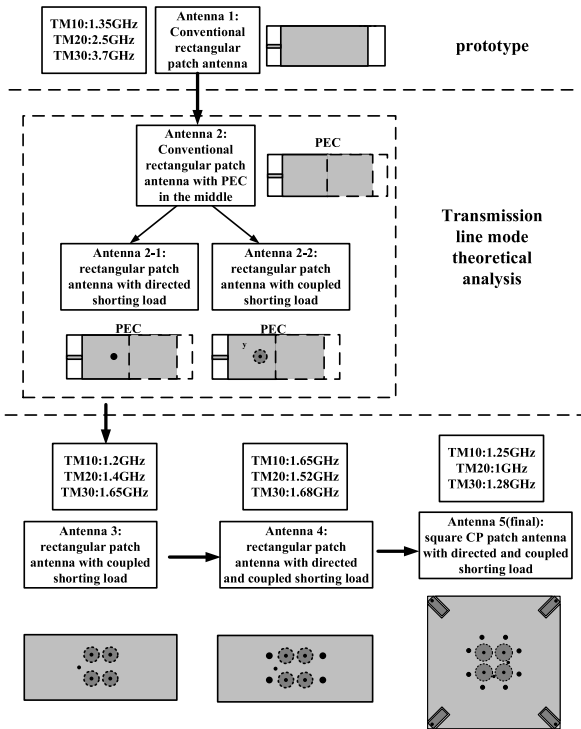 TM10:1.35GHz
TM20:2.5GHz
TM30:3.7GHz
Antenna 1:
Conventional
rectangular
patch antenna
prototype
Antenna 2:
Conventional
rectangular patch
antenna with PEC
in the middle
PEC
Antenna 2-1:
rectangular patch
antenna with directed
shorting load
Antenna 2-2:
rectangular patch
antenna with coupled
shorting load
PEC
PEC
y
Transmission
line mode
theoretical
analysis
TM10:1.2GHz
TM20:1.4GHz
TM30:1.65GHz
TM10:1.65GHz
TM20:1.52GHz
TM30:1.68GHz
TM10:1.25GHz
TM20:1GHz
TM30:1.28GHz
Antenna 3:
rectangular patch
antenna with coupled
shorting load
Antenna 4:
rectangular patch
antenna with directed
and coupled shorting load
Antenna 5(final):
square CP patch antenna
with directed and coupled
shorting load